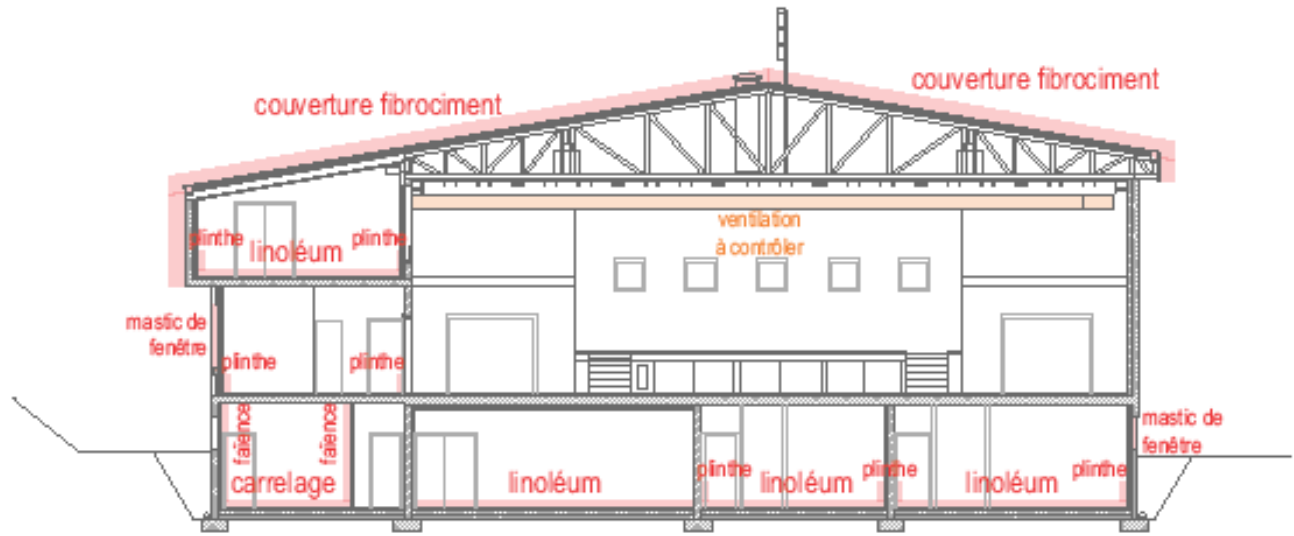 couverture fibrociment
couverture fibrociment
ventilation
à contrôler
plinthe
linoléum
plinthe
mastic de
fenêtre
plinthe
plinthe
faïence
faïence
carrelage
linoléum
plinthe
linoléum
plinthe
linoléum
plinthe
mastic de
fenêtre